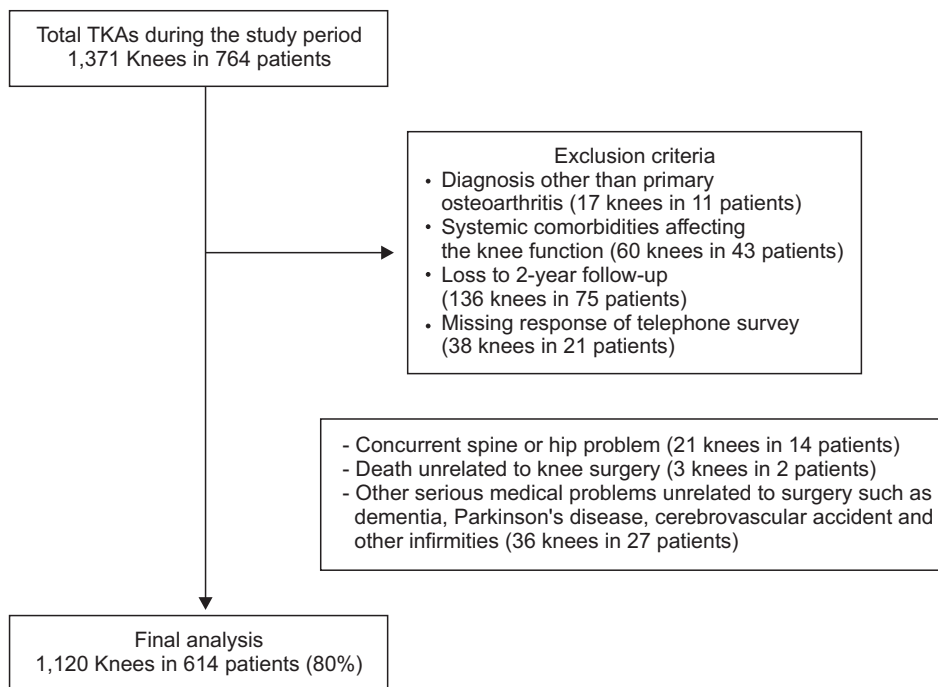 Total TKAs during the study period
1,371 Knees in 764 patients
Exclusion criteria
• Diagnosis other than primary
osteoarthritis (17 knees in 11 patients)
• Systemic comorbidities affecting
the knee function (60 knees in 43 patients)
• Loss to 2-year follow-up
(136 knees in 75 patients)
• Missing response of telephone survey
(38 knees in 21 patients)
- Concurrent spine or hip problem (21 knees in 14 patients)
- Death unrelated to knee surgery (3 knees in 2 patients)
- Other serious medical problems unrelated to surgery such as
dementia, Parkinson's disease, cerebrovascular accident and
other infirmities (36 knees in 27 patients)
Final analysis
1,120 Knees in 614 patients (80%)